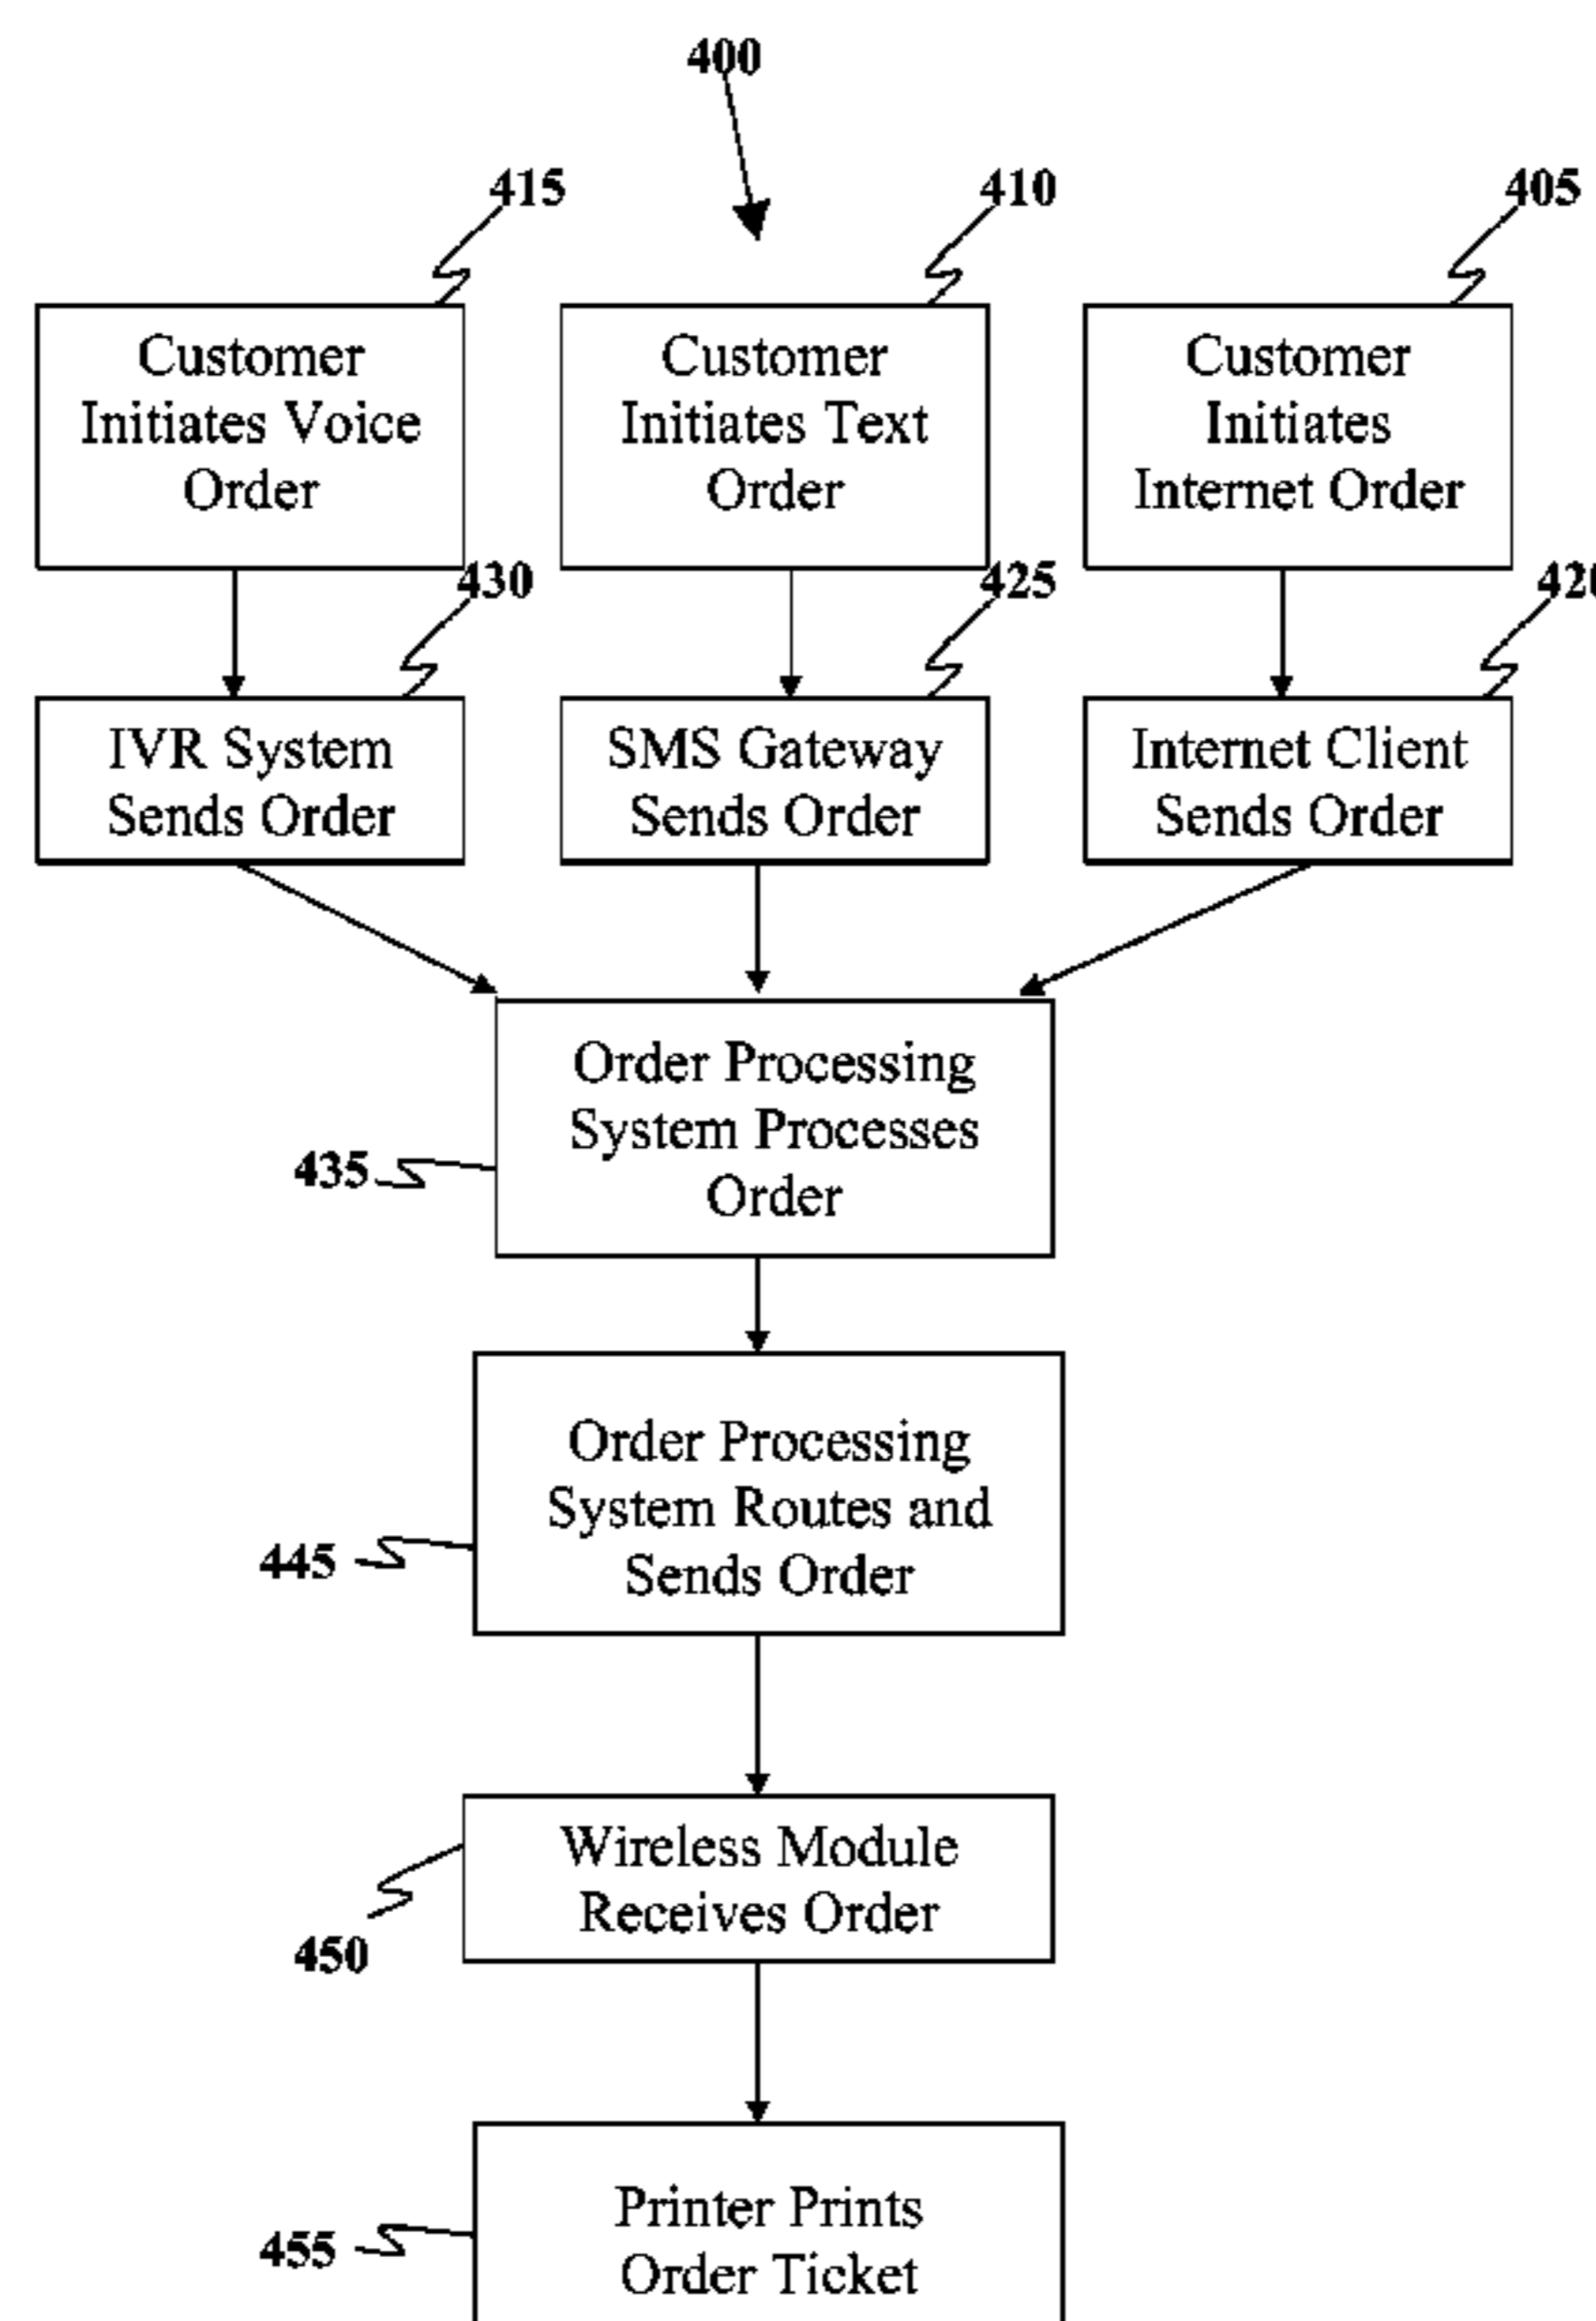 400
415
410
405
Customer
Initiates Voice
Order
Customer
Initiates Text
Order
Customer
Initiates
Internet Order
430
425
420
IVR System
Sends Order
SMS Gateway
Sends Order
Internet Client
Sends Order
Order Processing
System Processes
Order
435
Order Processing
System Routes and
Sends Order
445
Wireless Module
Receives Order
450
Printer Prints
Order Ticket
455